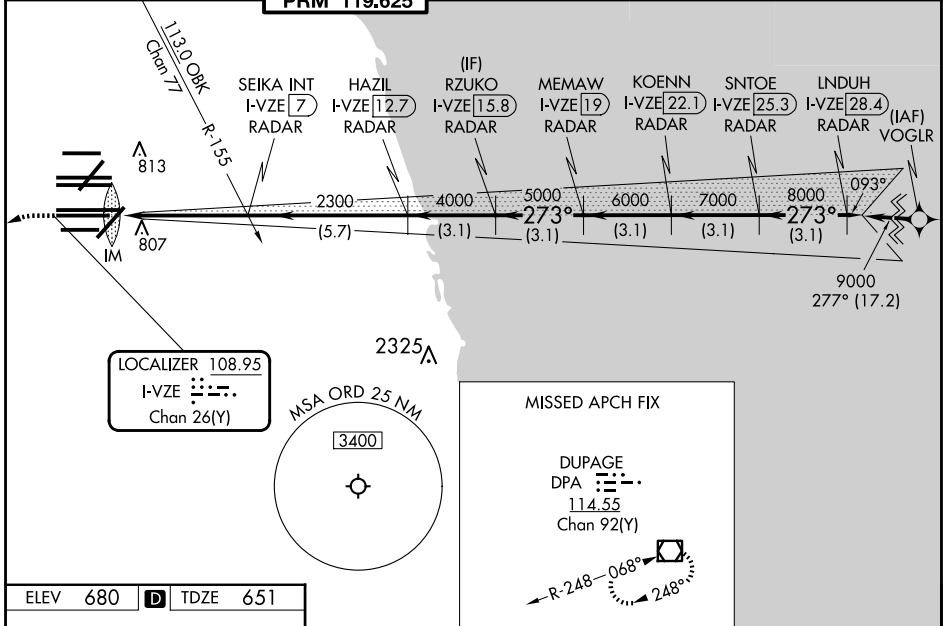 PRM 119.625
113.0 OBK
Chan 77
R-155
SEIKA INT
I-VZE 7
RADAR
HAZIL
I-VZE 12.7
RADAR
(IF)
RZUKO
I-VZE 15.8
RADAR
MEMAW
I-VZE 19
RADAR
KOENN
I-VZE 22.1
RADAR
SNTOE
I-VZE 25.3
RADAR
LNDUH
I-VZE 28.4
RADAR
(IAF)
VOGLR
813
807
IM
2300
4000
5000
6000
7000
8000
093°
273°
273°
(5.7)
(3.1)
(3.1)
(3.1)
(3.1)
(3.1)
9000
277° (17.2)
LOCALIZER 108.95
I-VZE
Chan 26(Y)
2325
MSA ORD 25 NM
3400
MISSED APCH FIX
DUPAGE
DPA
114.55
Chan 92(Y)
R-248
068°
248°
ELEV 680 D TDZE 651